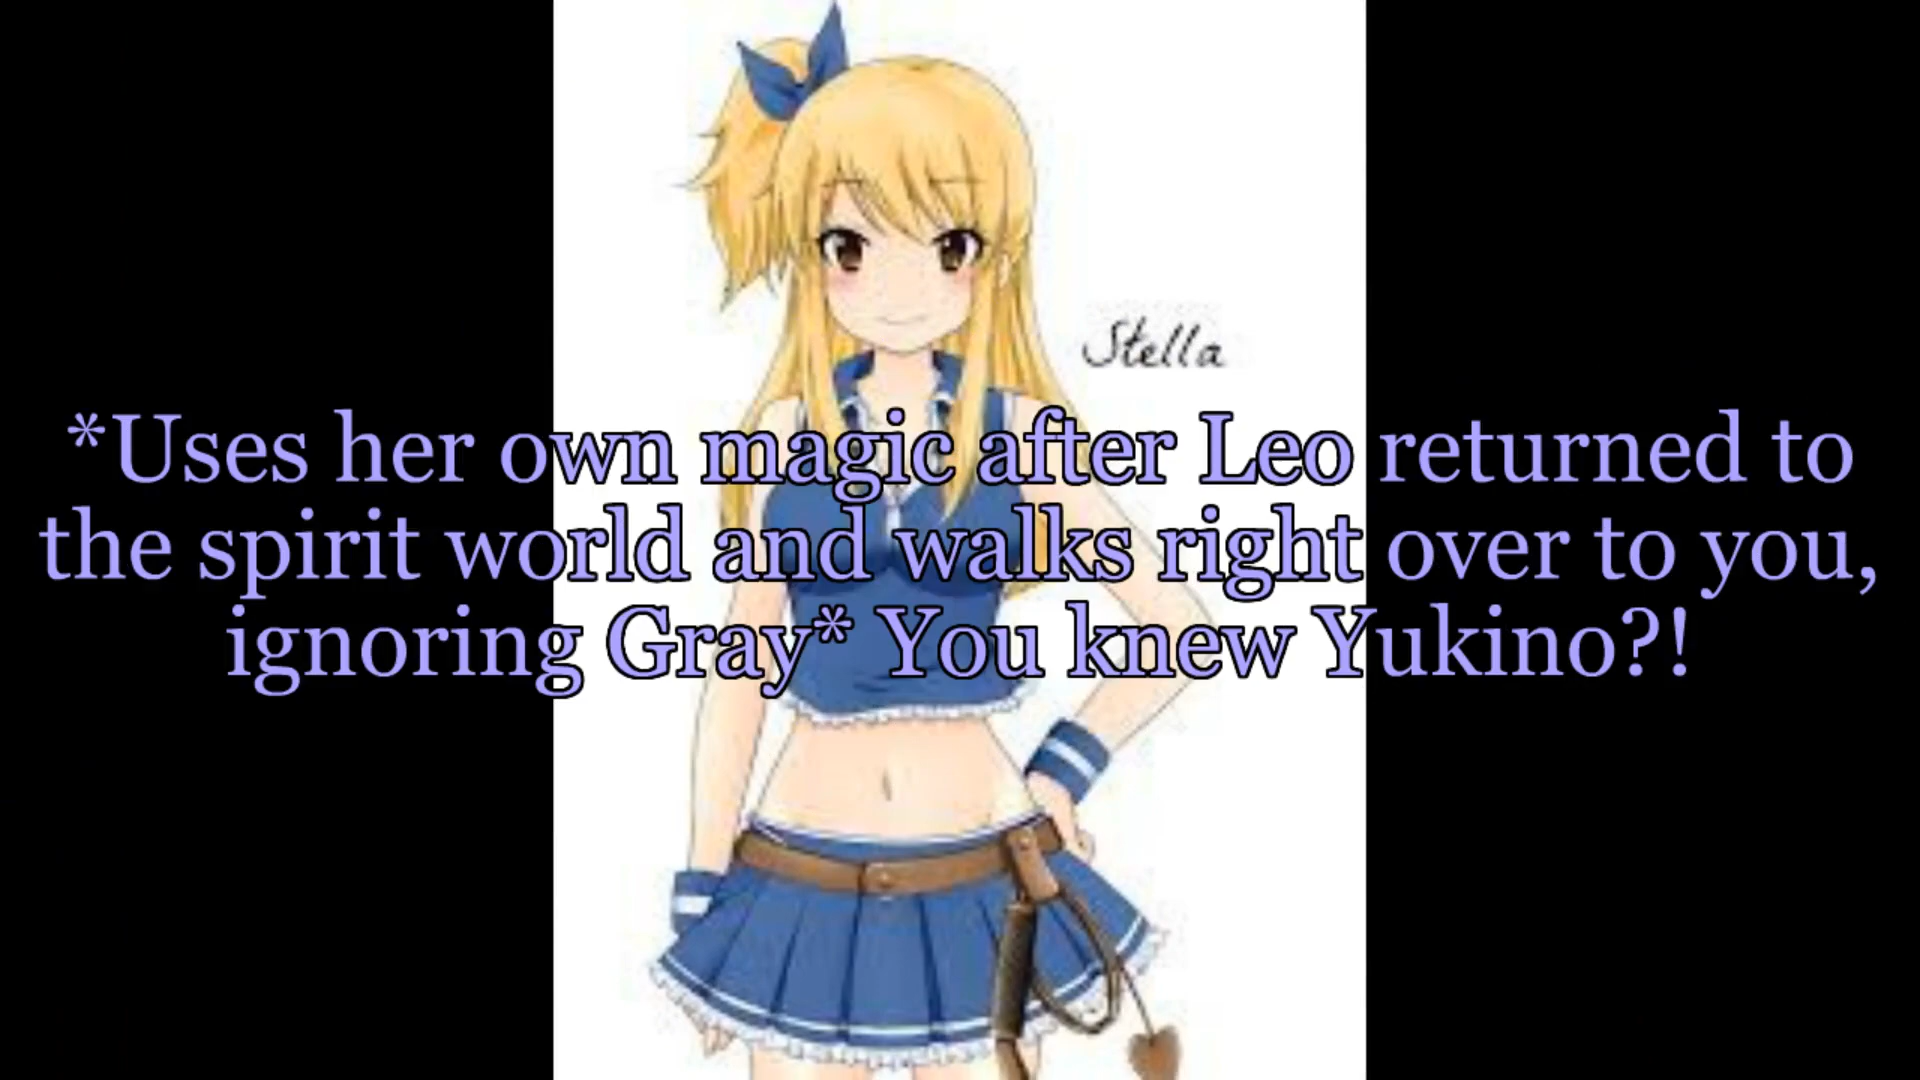 Stella
*Uses her own magic after Leo returned to
the spirit world and walks right over to you,
ignoring Gray* You knew Yukino?!